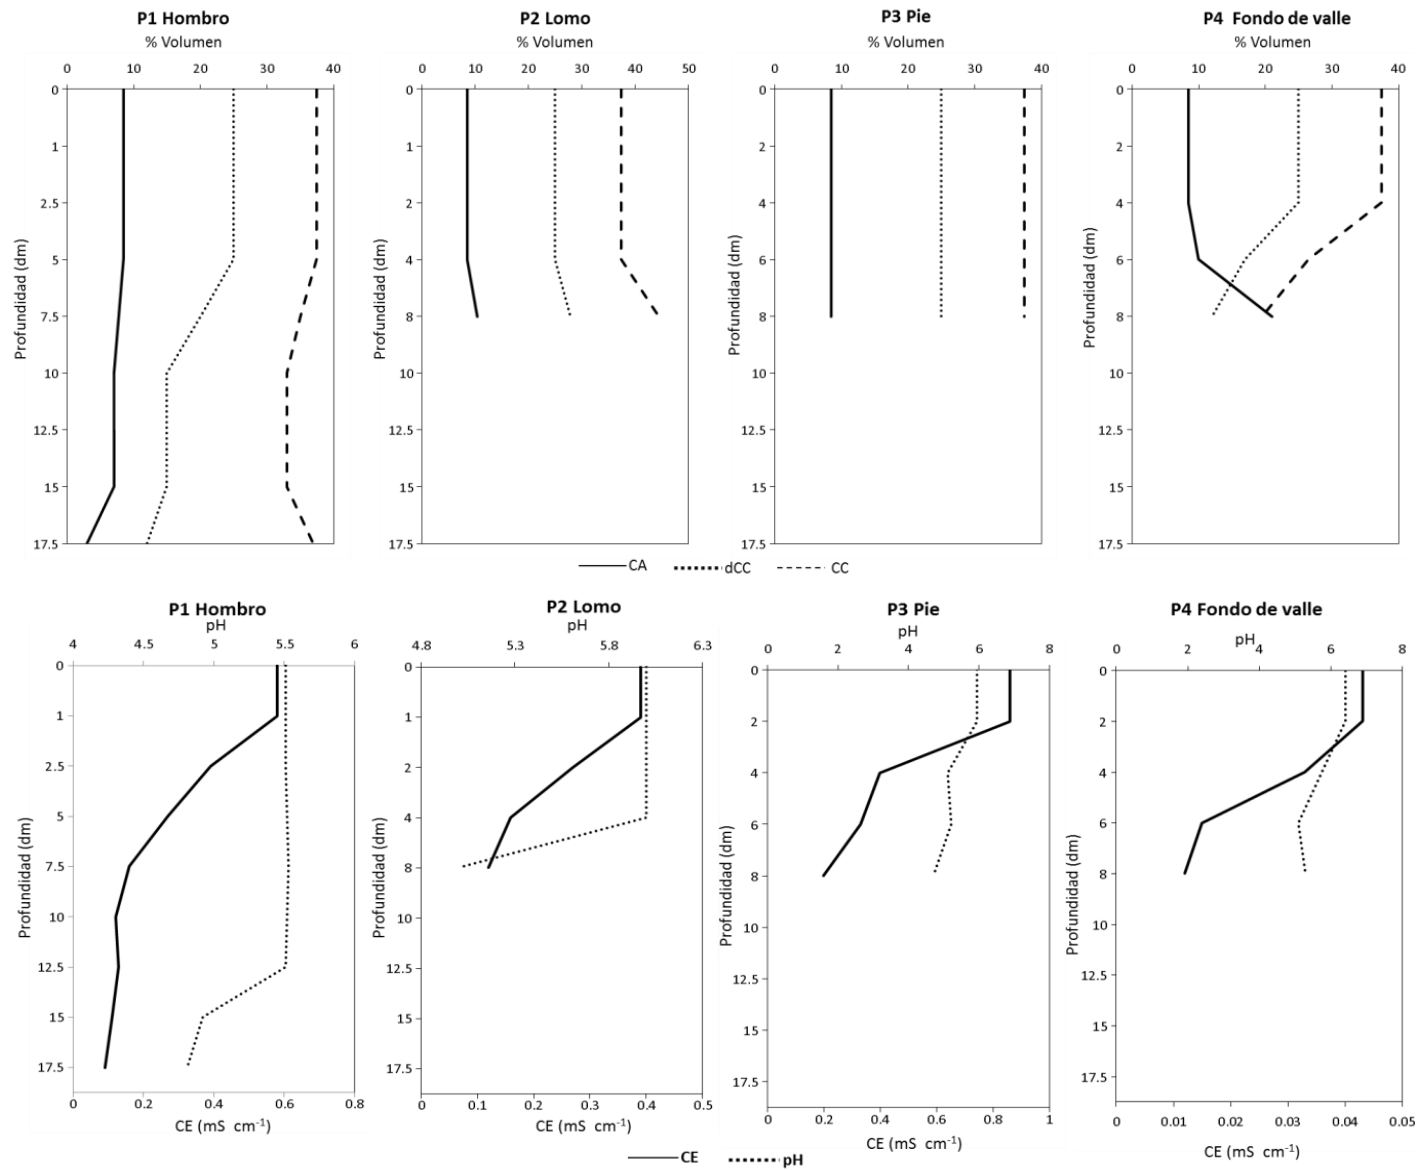 P1 Hombro
% Volumen
0 10 20 30 40
0
1
2.5
5
7.5
10
12.5
15
17.5
Profundidad (dm)
P2 Lomo
% Volumen
0 10 20 30 40 50
0
1
2
4
8
10
12.5
15
17.5
Profundidad (dm)
P3 Pie
% Volumen
0 10 20 30 40
0
2
4
6
8
10
12.5
15
17.5
Profundidad (dm)
P4 Fondo de valle
% Volumen
0 10 20 30 40
0
2
4
6
8
10
12.5
15
17.5
Profundidad (dm)
CA dCC CC
P1 Hombro
pH
4 4.5 5 5.5 6
0
1
2.5
5
7.5
10
12.5
15
17.5
Profundidad (dm)
0 0.2 0.4 0.6 0.8
CE (mS cm-1)
P2 Lomo
pH
4.8 5.3 5.8 6.3
0
1
2
4
8
10
12.5
15
17.5
Profundidad (dm)
0 0.1 0.2 0.3 0.4 0.5
CE (mS cm-1)
P3 Pie
pH
0 2 4 6 8
0
2
4
6
8
10
12.5
15
17.5
Profundidad (dm)
0 0.2 0.4 0.6 0.8 1
CE (mS cm-1)
P4 Fondo de valle
pH
0 2 4 6 8
0
2
4
6
8
10
12.5
15
17.5
Profundidad (dm)
0 0.01 0.02 0.03 0.04 0.05
CE (mS cm-1)
CE pH